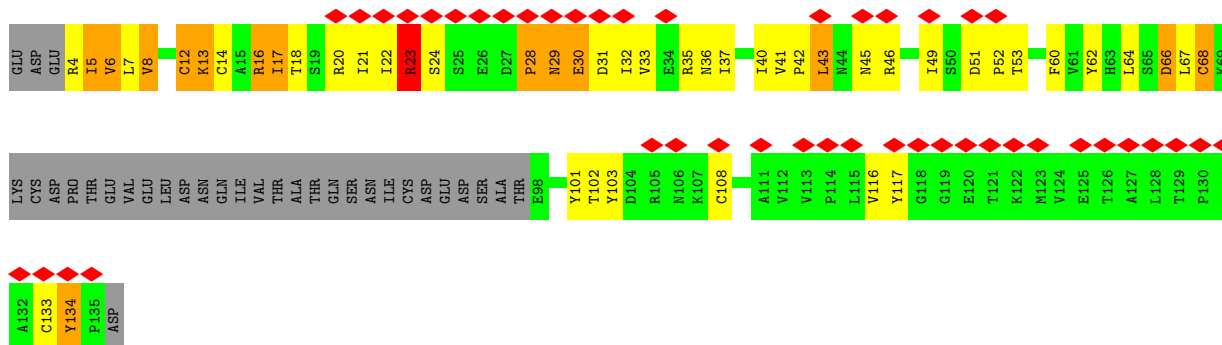 GLU ASP GLU R4 I5 V6 L7 V8 C12 K13 C14 A15 R16 I17 T18 S19 R20 I21 I22 R23 S24 S25 E26 D27 P28 N29 E30 D31 I32 V33 E34 R35 N36 I37 I40 V41 P42 L43 N44 N45 R46 I49 S50 D51 P52 T53 F60 V61 Y62 H63 L64 S65 D66 L67 C68 K69
LYS CYS ASP PRO THR GLU VAL GLU LEU ASP ASN GLN ILE VAL THR ALA THR GLN SER ASN ILE CYS ASP GLU ASP SER ALA THR E98 Y101 T102 Y103 D104 R105 N106 K107 C108 A111 V112 V113 P114 L115 V116 Y117 G118 G119 E120 T121 K122 M123 V124 E125 T126 A127 L128 T129 P130
A132 C133 Y134 P135 ASP